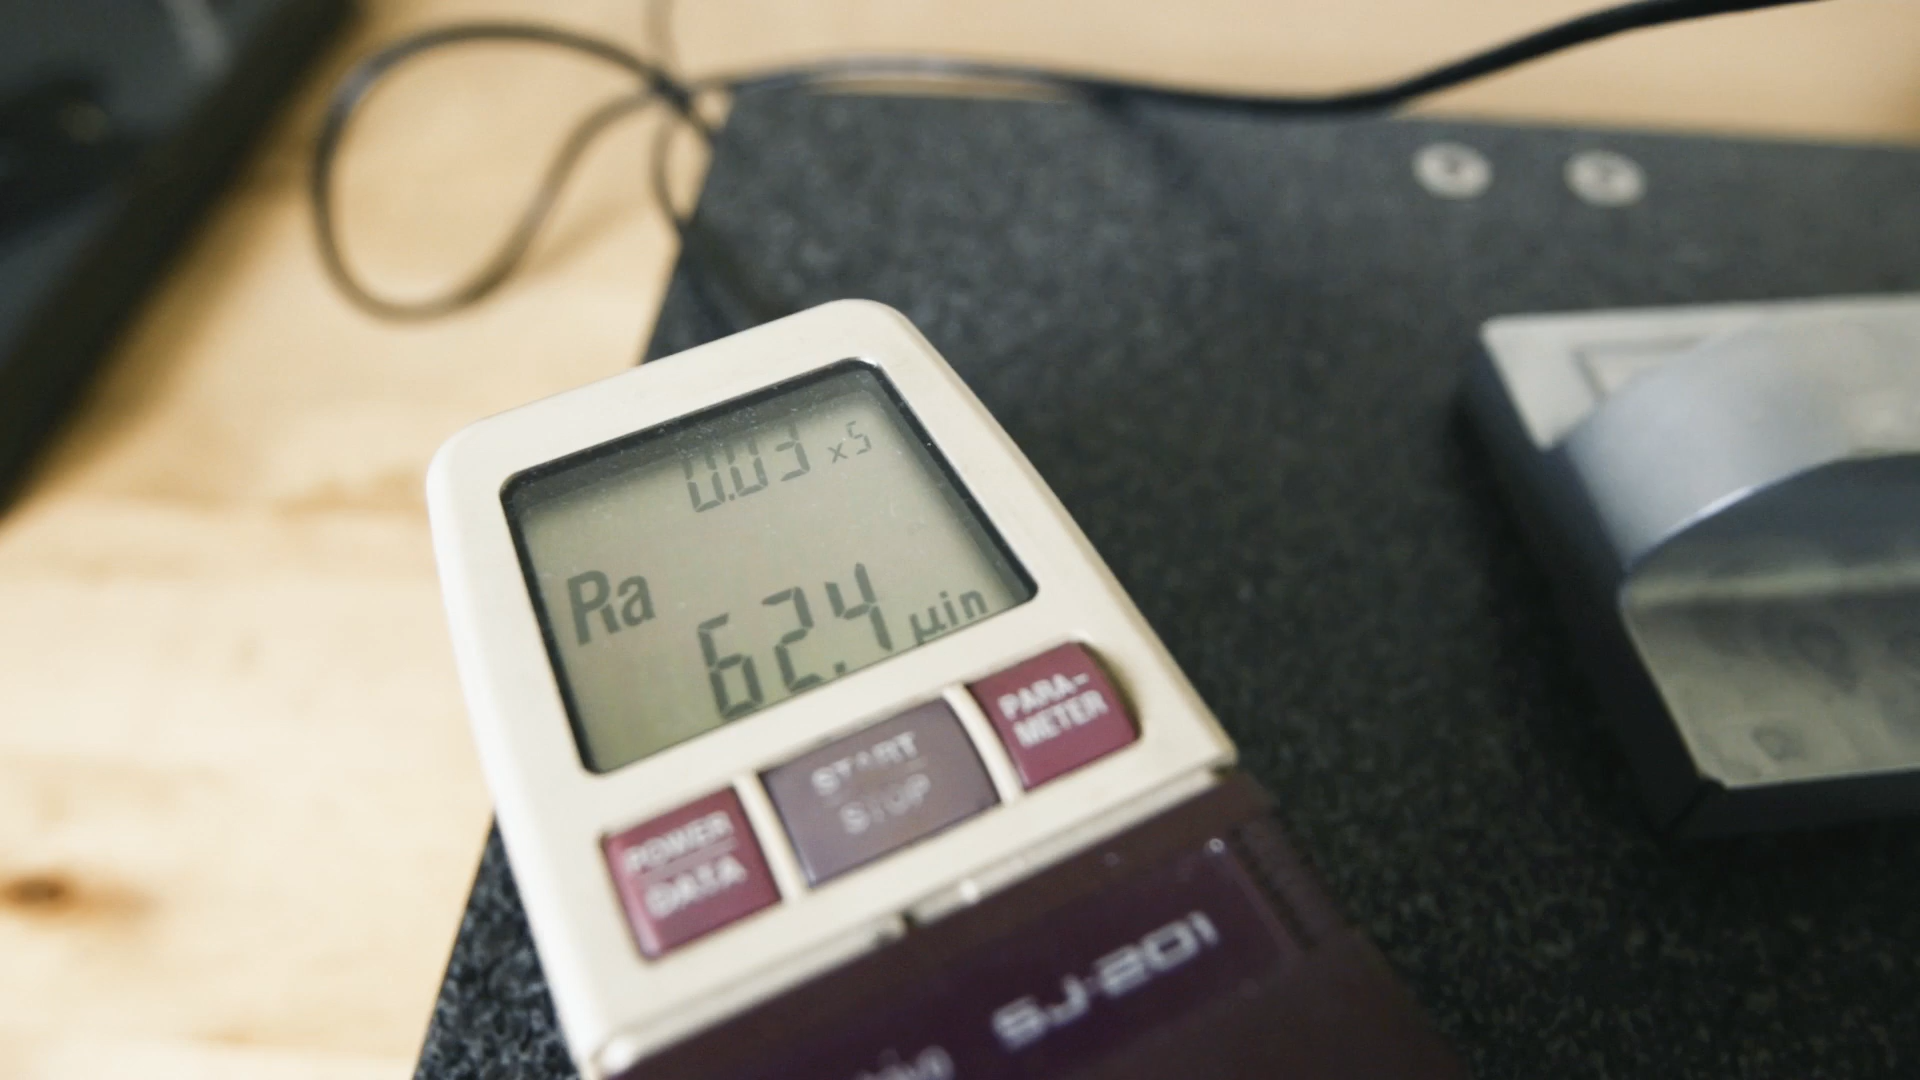 0.03 x5
Ra 62.4 µin
PARA-
METER
START
STOP
POWER
DATA
SJ-201